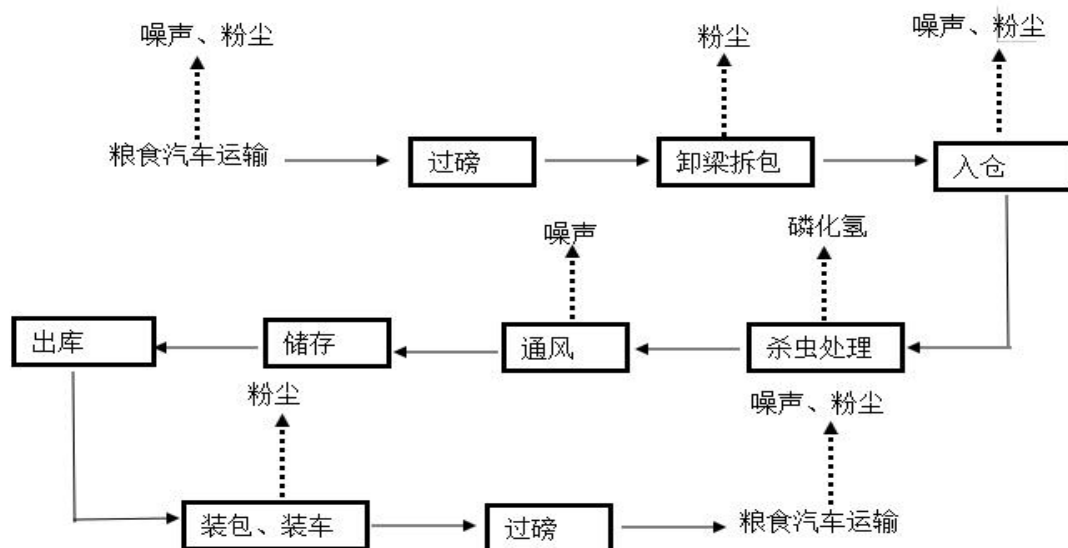 噪声、粉尘
粉尘
噪声、粉尘
粮食汽车运输
过磅
卸梁拆包
入仓
噪声
磷化氢
出库
储存
通风
杀虫处理
粉尘
噪声、粉尘
装包、装车
过磅
粮食汽车运输